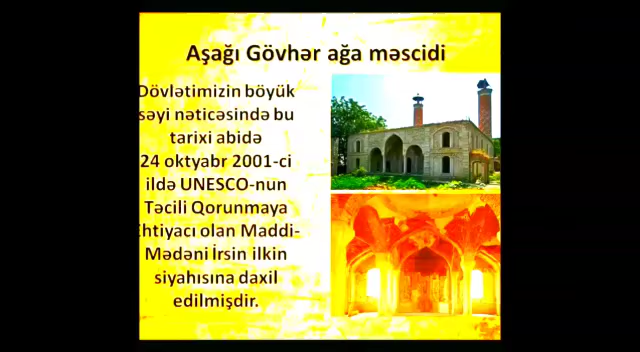 Aşağı Gövhər ağa məscidi
Dövlətimizin böyük
səyi nəticəsində bu
tarixi abidə
24 oktyabr 2001-ci
ildə UNESCO-nun
Təcili Qorunmaya
Ehtiyacı olan Maddi-
Mədəni İrsin ilkin
siyahısına daxil
edilmişdir.